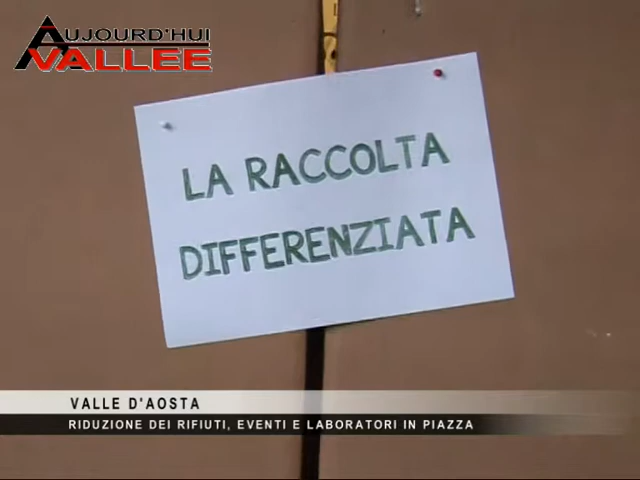 AUJOURD'HUI
VALLEE
LA RACCOLTA
DIFFERENZIATA
VALLE D'AOSTA
RIDUZIONE DEI RIFIUTI, EVENTI E LABORATORI IN PIAZZA